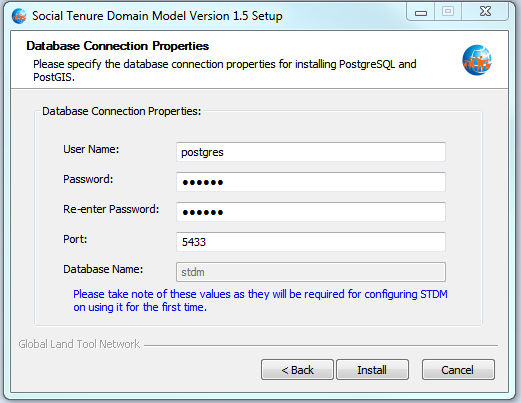 Social Tenure Domain Model Version 1.5 Setup
Database Connection Properties
Please specify the database connection properties for installing PostgreSQL and
PostGIS.
Database Connection Properties:
User Name:
postgres
Password:
●●●●●●
Re-enter Password:
●●●●●●
Port:
5433
Database Name:
stdm
Please take note of these values as they will be required for configuring STDM
on using it for the first time.
Global Land Tool Network
< Back
Install
Cancel